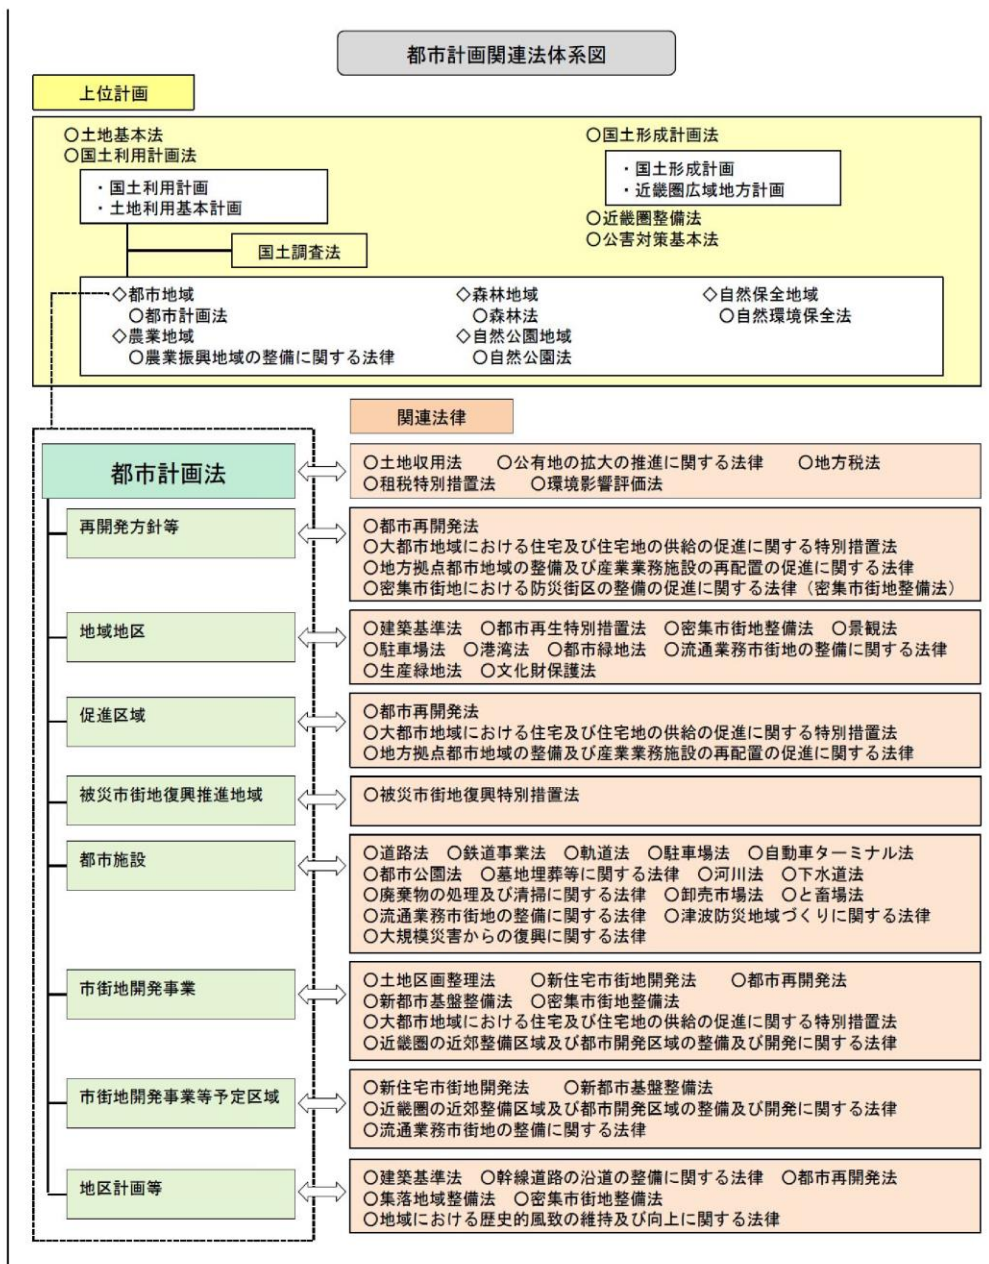 都市計画関連法体系図
上位計画
○土地基本法
○国土利用計画法
・国土利用計画
・土地利用基本計画
国土調査法
○国土形成計画法
・国土形成計画
・近畿圏広域地方計画
○近畿圏整備法
○公害対策基本法
◇都市地域
○都市計画法
◇農業地域
○農業振興地域の整備に関する法律
◇森林地域
○森林法
◇自然公園地域
○自然公園法
◇自然保全地域
○自然環境保全法
関連法律
都市計画法
○土地収用法 ○公有地の拡大の推進に関する法律 ○地方税法
○租税特別措置法 ○環境影響評価法
再開発方針等
○都市再開発法
○大都市地域における住宅及び住宅地の供給の促進に関する特別措置法
○地方拠点都市地域の整備及び産業業務施設の再配置の促進に関する法律
○密集市街地における防災街区の整備の促進に関する法律（密集市街地整備法）
地域地区
○建築基準法 ○都市再生特別措置法 ○密集市街地整備法 ○景観法
○駐車場法 ○港湾法 ○都市緑地法 ○流通業務市街地の整備に関する法律
○生産緑地法 ○文化財保護法
促進区域
○都市再開発法
○大都市地域における住宅及び住宅地の供給の促進に関する特別措置法
○地方拠点都市地域の整備及び産業業務施設の再配置の促進に関する法律
被災市街地復興推進地域
○被災市街地復興特別措置法
都市施設
○道路法 ○鉄道事業法 ○軌道法 ○駐車場法 ○自動車ターミナル法
○都市公園法 ○墓地埋葬等に関する法律 ○河川法 ○下水道法
○廃棄物の処理及び清掃に関する法律 ○卸売市場法 ○と畜場法
○流通業務市街地の整備に関する法律 ○津波防災地域づくりに関する法律
○大規模災害からの復興に関する法律
市街地開発事業
○土地区画整理法 ○新住宅市街地開発法 ○都市再開発法
○新都市基盤整備法 ○密集市街地整備法
○大都市地域における住宅及び住宅地の供給の促進に関する特別措置法
○近畿圏の近郊整備区域及び都市開発区域の整備及び開発に関する法律
市街地開発事業等予定区域
○新住宅市街地開発法 ○新都市基盤整備法
○近畿圏の近郊整備区域及び都市開発区域の整備及び開発に関する法律
○流通業務市街地の整備に関する法律
地区計画等
○建築基準法 ○幹線道路の沿道の整備に関する法律 ○都市再開発法
○集落地域整備法 ○密集市街地整備法
○地域における歴史的風致の維持及び向上に関する法律